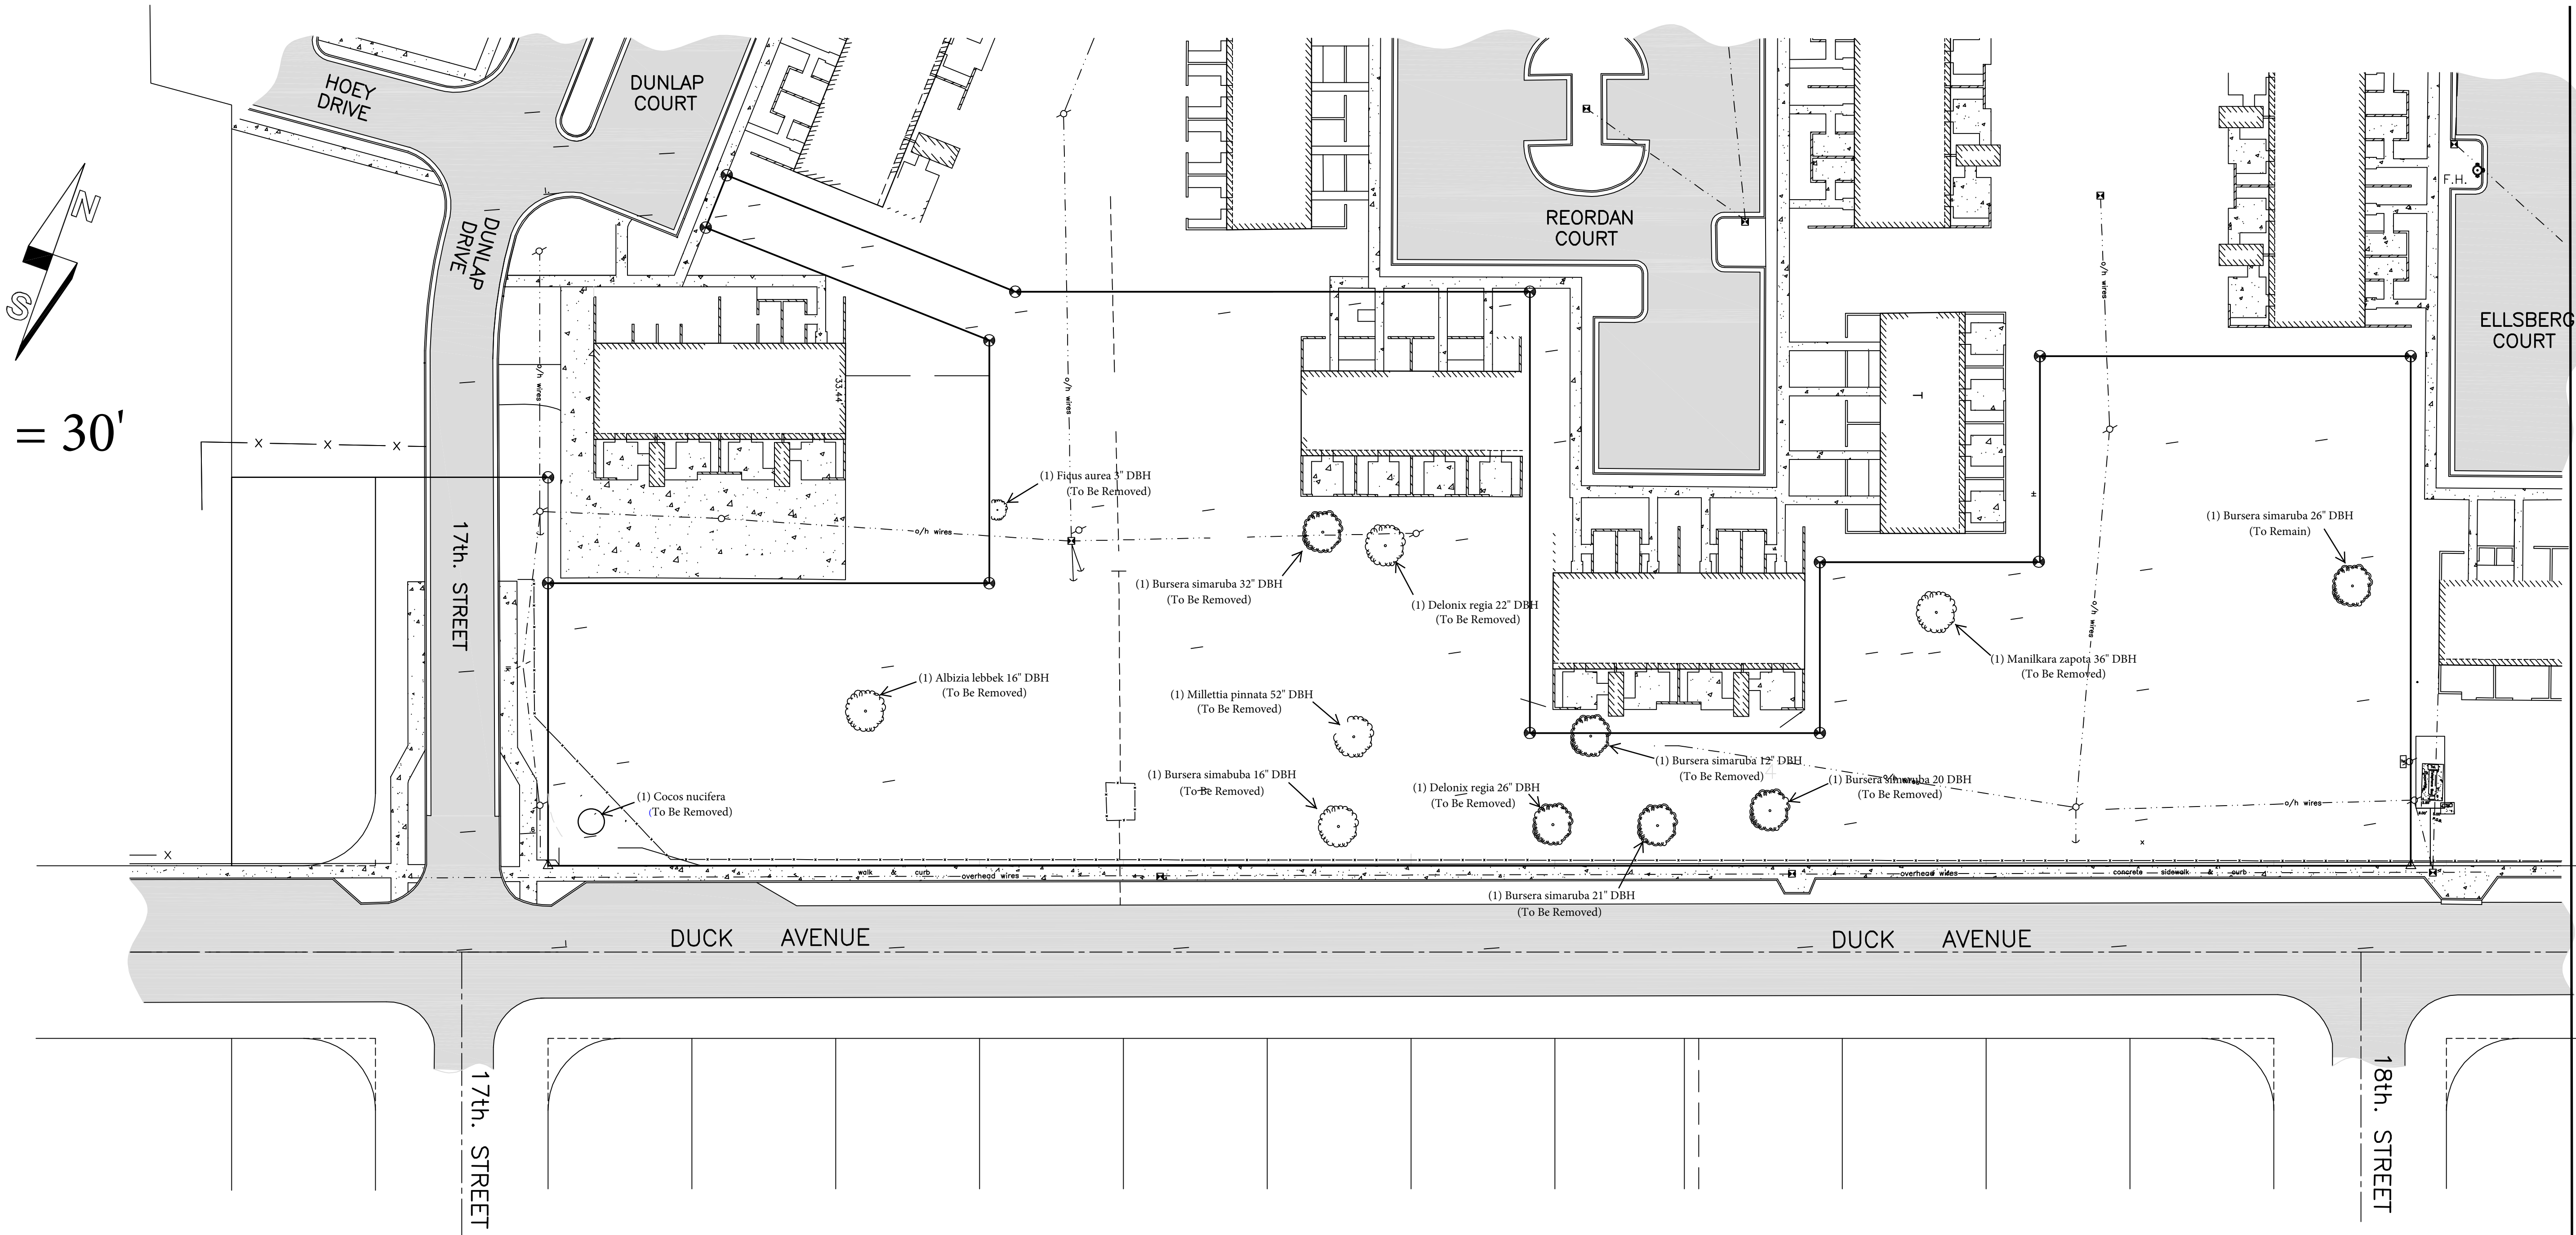 HOEY
DRIVE
DUNLAP
COURT
N
S
DUNLAP
DRIVE
REORDAN
COURT
F.H.
ELLSBERG
COURT
= 30'
o/h wires
33.44'
o/h wires
o/h wires
T
H
(1) Ficus aurea 3" DBH
(To Be Removed)
o/h wires
(1) Bursera simaruba 26" DBH
(To Remain)
17th. STREET
(1) Bursera simaruba 32" DBH
(To Be Removed)
(1) Delonix regia 22" DBH
(To Be Removed)
o/h wires
(1) Manilkara zapota 36" DBH
(To Be Removed)
(1) Albizia lebbek 16" DBH
(To Be Removed)
(1) Millettia pinnata 52" DBH
(To Be Removed)
(1) Bursera simaruba 12" DBH
(To Be Removed)
(1) Bursera simabuba 16" DBH
(To Be Removed)
(1) Delonix regia 26" DBH
(To Be Removed)
(1) Bursera simaruba 20 DBH
(To Be Removed)
o/h wires
(1) Cocos nucifera
(To Be Removed)
o/h wires
X
X
X
X
x
walk & curb
overhead wires
overhead wires
concrete sidewalk & curb
(1) Bursera simaruba 21" DBH
(To Be Removed)
DUCK AVENUE
DUCK AVENUE
17th. STREET
18th. STREET